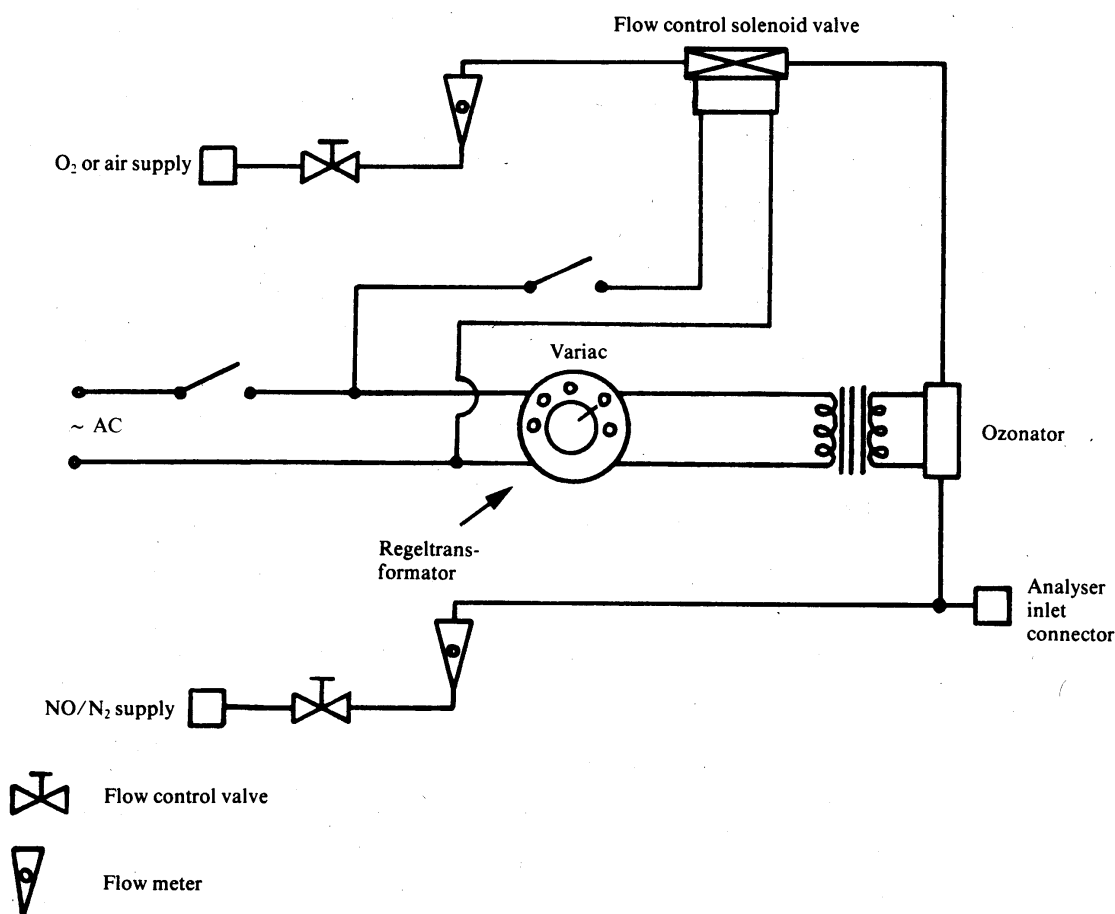 Flow control solenoid valve
O₂ or air supply
Variac
~ AC
Ozonator
Regeltrans-
formator
Analyser
inlet
connector
NO/N₂ supply
Flow control valve
Flow meter